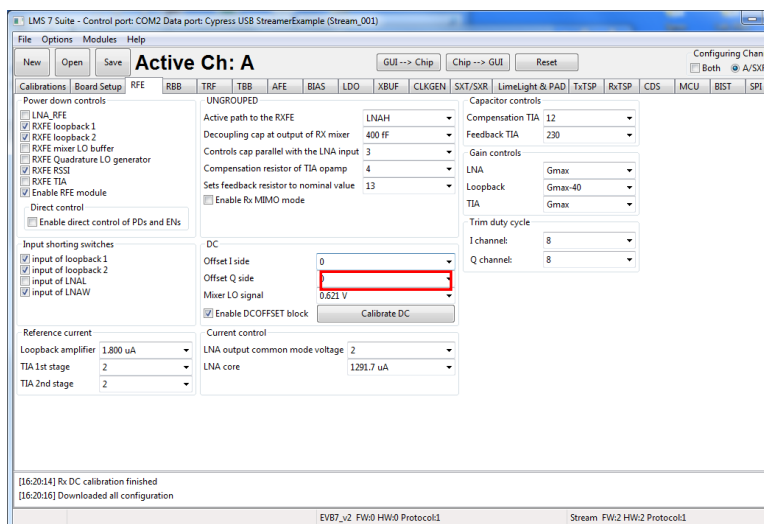 LMS 7 Suite - Control port: COM2 Data port: Cypress USB StreamerExample (Stream_001)
File Options Modules Help
New Open Save Active Ch: A GUI --> Chip Chip --> GUI Reset
Configuring Chan
Both A/SXR
Calibrations Board Setup RFE RBB TRF TBB AFE BIAS LDO XBUF CLKGEN SXT/SXR LimeLight & PAD TxTSP RxTSP CDS MCU BIST SPI
Power down controls
LNA_RFE
RXFE loopback 1
RXFE loopback 2
RXFE mixer LO buffer
RXFE Quadrature LO generator
RXFE RSSI
RXFE TIA
Enable RFE module
Direct control
Enable direct control of PDs and ENs
Input shorting switches
input of loopback 1
input of loopback 2
input of LNAL
input of LNAW
Reference current
Loopback amplifier 1.800 uA
TIA 1st stage 2
TIA 2nd stage 2
UNGROUPED
Active path to the RXFE LNAH
Decoupling cap at output of RX mixer 400 fF
Controls cap parallel with the LNA input 3
Compensation resistor of TIA opamp 4
Sets feedback resistor to nominal value 13
Enable Rx MIMO mode
DC
Offset I side 0
Offset Q side
Mixer LO signal 0.621 V
Enable DCOFFSET block Calibrate DC
Current control
LNA output common mode voltage 2
LNA core 1291.7 uA
Capacitor controls
Compensation TIA 12
Feedback TIA 230
Gain controls
LNA Gmax
Loopback Gmax-40
TIA Gmax
Trim duty cycle
I channel: 8
Q channel: 8
[16:20:14] Rx DC calibration finished
[16:20:16] Downloaded all configuration
EVB7_v2 FW:0 HW:0 Protocol:1 Stream FW:2 HW:2 Protocol:1